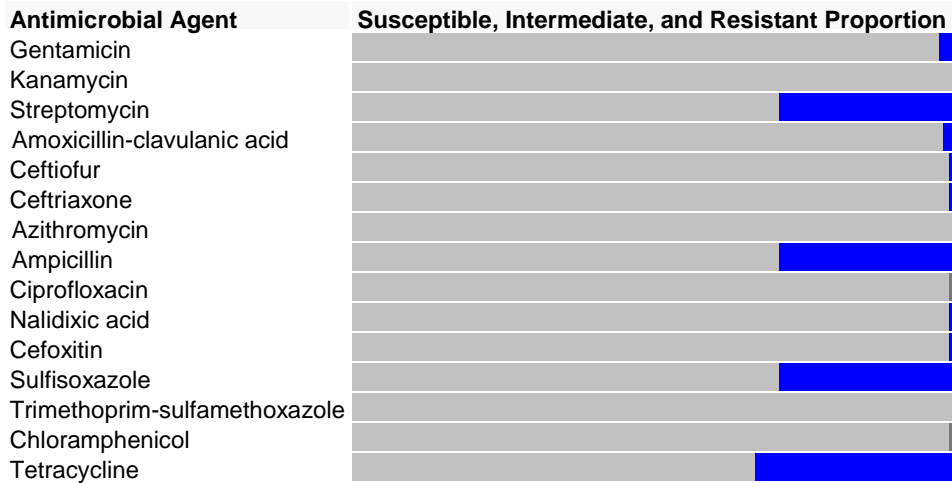 Antimicrobial Agent Susceptible, Intermediate, and Resistant Proportion
Gentamicin
Kanamycin
Streptomycin
Amoxicillin-clavulanic acid
Ceftiofur
Ceftriaxone
Azithromycin
Ampicillin
Ciprofloxacin
Nalidixic acid
Cefoxitin
Sulfisoxazole
Trimethoprim-sulfamethoxazole
Chloramphenicol
Tetracycline